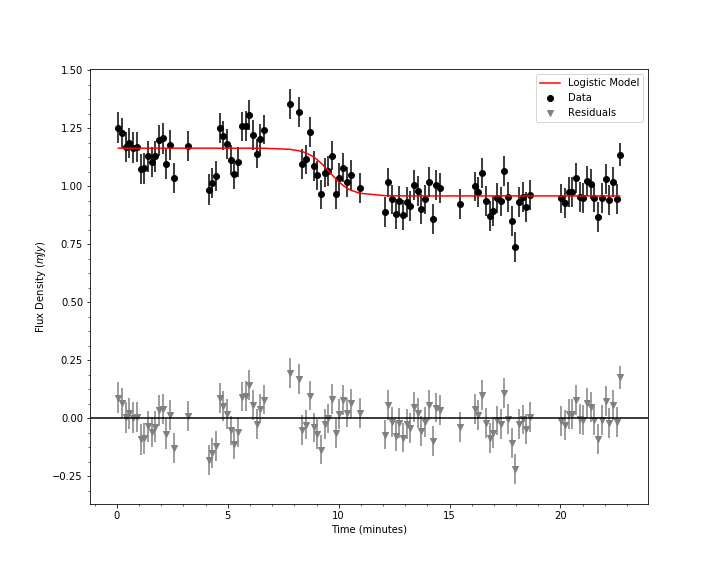 1.50
1.25
1.00
0.75
0.50
0.25
0.00
−0.25
Flux Density (mJy)
0
5
10
15
20
Time (minutes)
Logistic Model
Data
Residuals